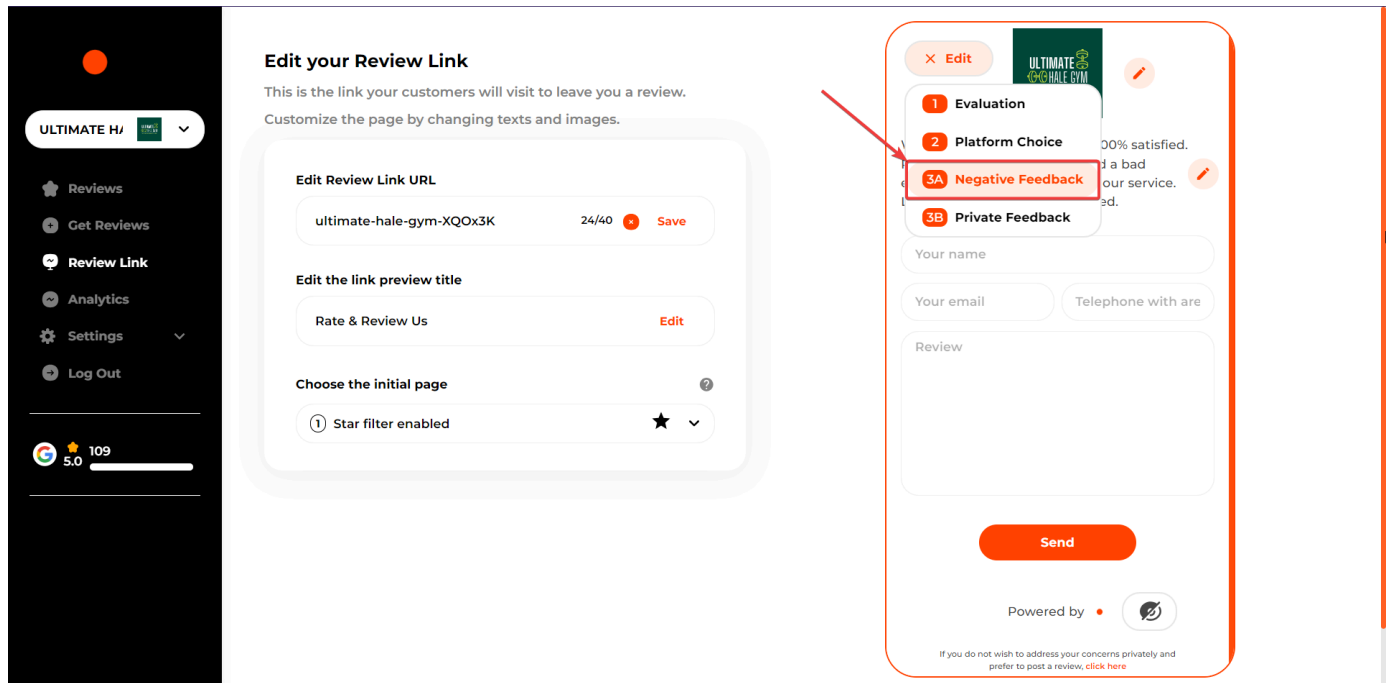 Edit your Review Link
This is the link your customers will visit to leave you a review.
Customize the page by changing texts and images.
ULTIMATE HA
Reviews
Get Reviews
Review Link
Analytics
Settings
Log Out
109
5.0
Edit Review Link URL
ultimate-hale-gym-XQOx3K 24/40 Save
Edit the link preview title
Rate & Review Us Edit
Choose the initial page ?
1 Star filter enabled
Edit
ULTIMATE
HALE GYM
1 Evaluation
2 Platform Choice
3A Negative Feedback
3B Private Feedback
00% satisfied.
a bad
our service.
Your name
Your email Telephone with are
Review
Send
Powered by
If you do not wish to address your concerns privately and
prefer to post a review, click here